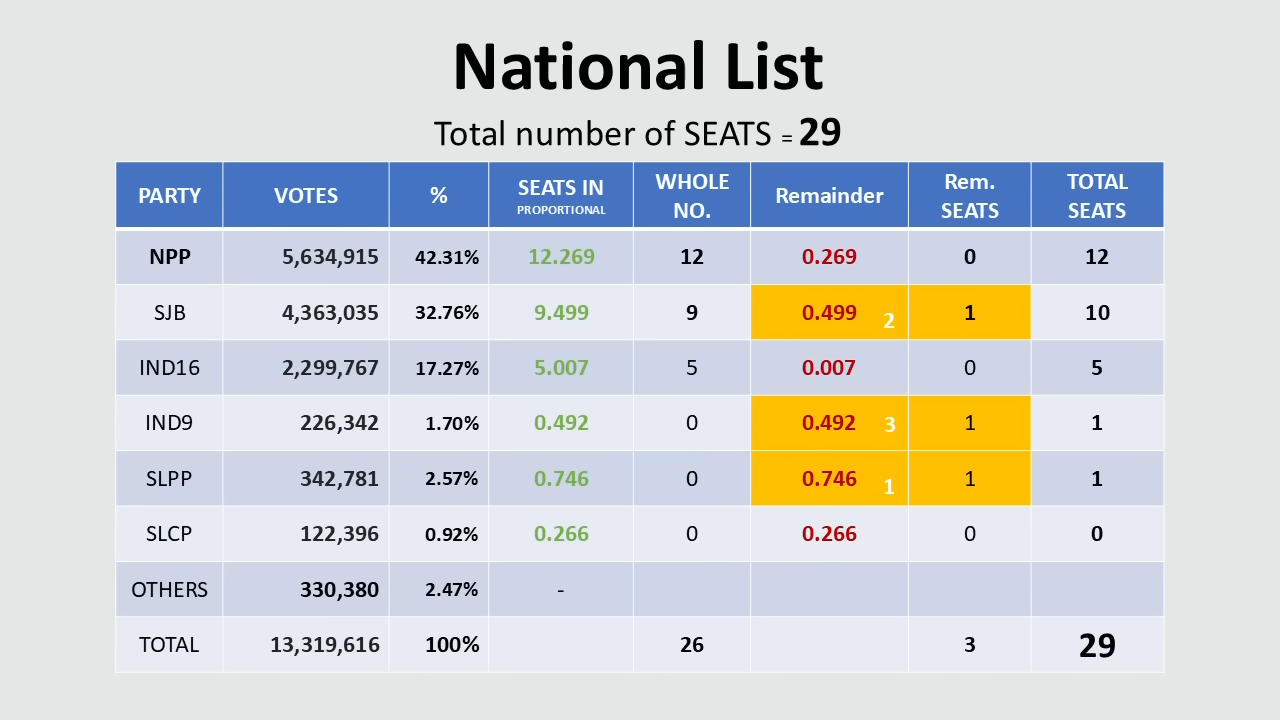 National List
Total number of SEATS = 29
PARTY VOTES % SEATS IN PROPORTIONAL WHOLE NO. Remainder Rem. SEATS TOTAL SEATS
NPP 5,634,915 42.31% 12.269 12 0.269 0 12
SJB 4,363,035 32.76% 9.499 9 0.499 2 1 10
IND16 2,299,767 17.27% 5.007 5 0.007 0 5
IND9 226,342 1.70% 0.492 0 0.492 3 1 1
SLPP 342,781 2.57% 0.746 0 0.746 1 1 1
SLCP 122,396 0.92% 0.266 0 0.266 0 0
OTHERS 330,380 2.47% -
TOTAL 13,319,616 100% 26 3 29